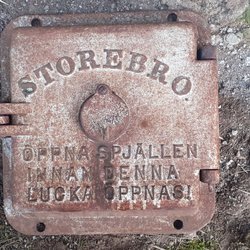 STOREBRO
ÖPPNA SPJÄLLEN
INNAN DENNA
LUCKA ÖPPNAS!